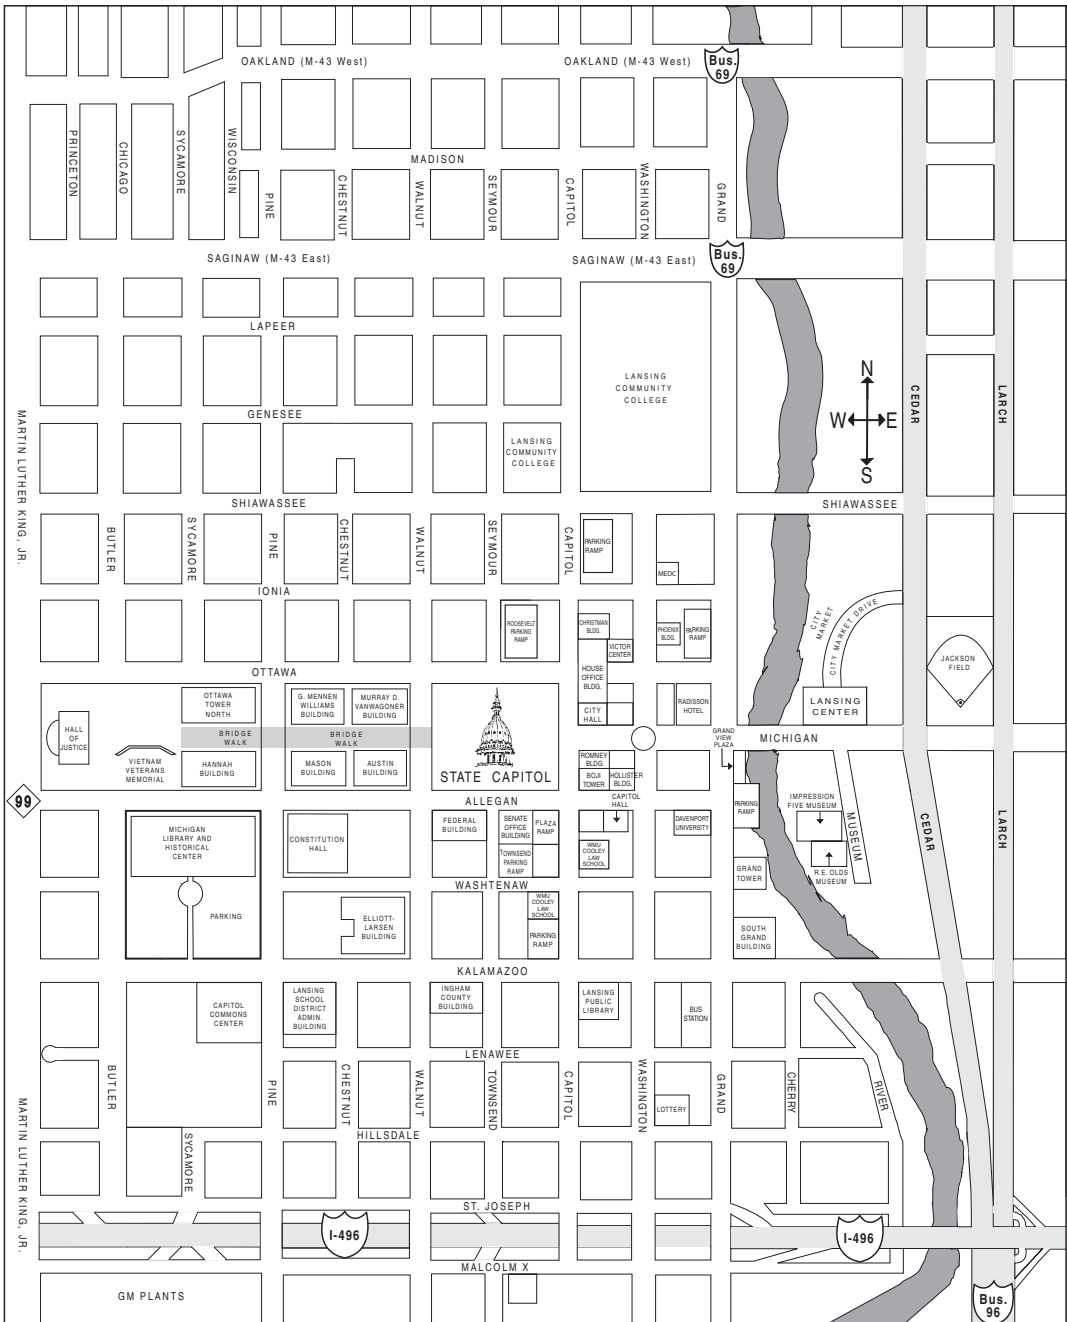 OAKLAND (M-43 West)
OAKLAND (M-43 West)
Bus.
69
PRINCETON
CHICAGO
SYCAMORE
WISCONSIN
MADISON
PINE
CHESTNUT
WALNUT
SEYMOUR
CAPITOL
WASHINGTON
GRAND
SAGINAW (M-43 East)
SAGINAW (M-43 East)
Bus.
69
LAPEER
LANSING
COMMUNITY
COLLEGE
N
W
E
S
CEDAR
LARCH
GENESEE
MARTIN LUTHER KING, JR.
LANSING
COMMUNITY
COLLEGE
SHIAWASSEE
SHIAWASSEE
BUTLER
SYCAMORE
PINE
CHESTNUT
WALNUT
SEYMOUR
CAPITOL
PARKING
RAMP
MEDC
IONIA
ROOSEVELT
PARKING
RAMP
CHRISTMAN
BLDG.
VICTOR
CENTER
PHOENIX
BLDG.
PARKING
RAMP
CITY
MARKET
CITY MARKET DRIVE
JACKSON
FIELD
OTTAWA
HOUSE
OFFICE
BLDG.
CITY
HALL
RADISSON
HOTEL
LANSING
CENTER
OTTAWA
TOWER
NORTH
G. MENNEN
WILLIAMS
BUILDING
MURRAY D.
VANWAGONER
BUILDING
HALL
OF
JUSTICE
BRIDGE
WALK
BRIDGE
WALK
GRAND
VIEW
PLAZA
MICHIGAN
VIETNAM
VETERANS
MEMORIAL
HANNAH
BUILDING
MASON
BUILDING
AUSTIN
BUILDING
STATE CAPITOL
ROMNEY
BLDG.
BOJI
TOWER
HOLLISTER
BLDG.
99
ALLEGAN
CAPITOL
HALL
PARKING
RAMP
IMPRESSION
FIVE MUSEUM
MUSEUM
CEDAR
LARCH
MICHIGAN
LIBRARY AND
HISTORICAL
CENTER
CONSTITUTION
HALL
FEDERAL
BUILDING
SENATE
OFFICE
BUILDING
PLAZA
RAMP
DAVENPORT
UNIVERSITY
TOWNSEND
PARKING
RAMP
WMU
COOLEY
LAW
SCHOOL
R.E. OLDS
MUSEUM
GRAND
TOWER
WASHTENAW
PARKING
ELLIOTT-
LARSEN
BUILDING
WMU
COOLEY
LAW
SCHOOL
PARKING
RAMP
SOUTH
GRAND
BUILDING
KALAMAZOO
CAPITOL
COMMONS
CENTER
LANSING
SCHOOL
DISTRICT
ADMIN.
BUILDING
INGHAM
COUNTY
BUILDING
LANSING
PUBLIC
LIBRARY
BUS
STATION
LENAWEE
BUTLER
PINE
CHESTNUT
WALNUT
TOWNSEND
CAPITOL
WASHINGTON
LOTTERY
GRAND
CHERRY
RIVER
MARTIN LUTHER KING, JR.
SYCAMORE
HILLSDALE
ST. JOSEPH
I-496
I-496
MALCOLM X
GM PLANTS
Bus.
96